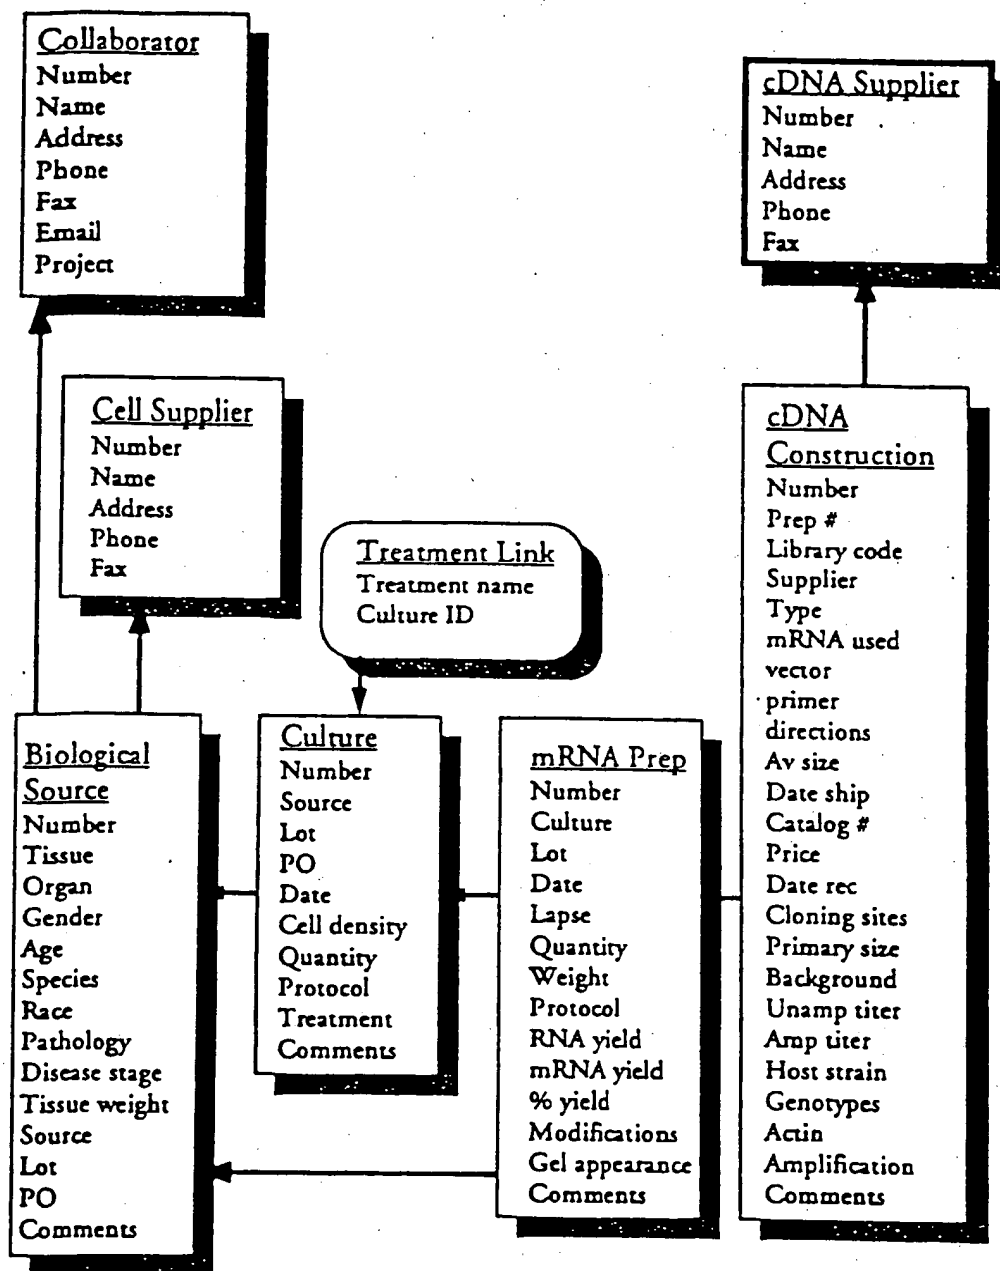 Collaborator
Number
Name
Address
Phone
Fax
Email
Project
cDNA Supplier
Number
Name
Address
Phone
Fax
Cell Supplier
Number
Name
Address
Phone
Fax
Treatment Link
Treatment name
Culture ID
Biological
Source
Number
Tissue
Organ
Gender
Age
Species
Race
Pathology
Disease stage
Tissue weight
Source
Lot
PO
Comments
Culture
Number
Source
Lot
PO
Date
Cell density
Quantity
Protocol
Treatment
Comments
mRNA Prep
Number
Culture
Lot
Date
Lapse
Quantity
Weight
Protocol
RNA yield
mRNA yield
% yield
Modifications
Gel appearance
Comments
cDNA
Construction
Number
Prep #
Library code
Supplier
Type
mRNA used
vector
primer
directions
Av size
Date ship
Catalog #
Price
Date rec
Cloning sites
Primary size
Background
Unamp titer
Amp titer
Host strain
Genotypes
Actin
Amplification
Comments